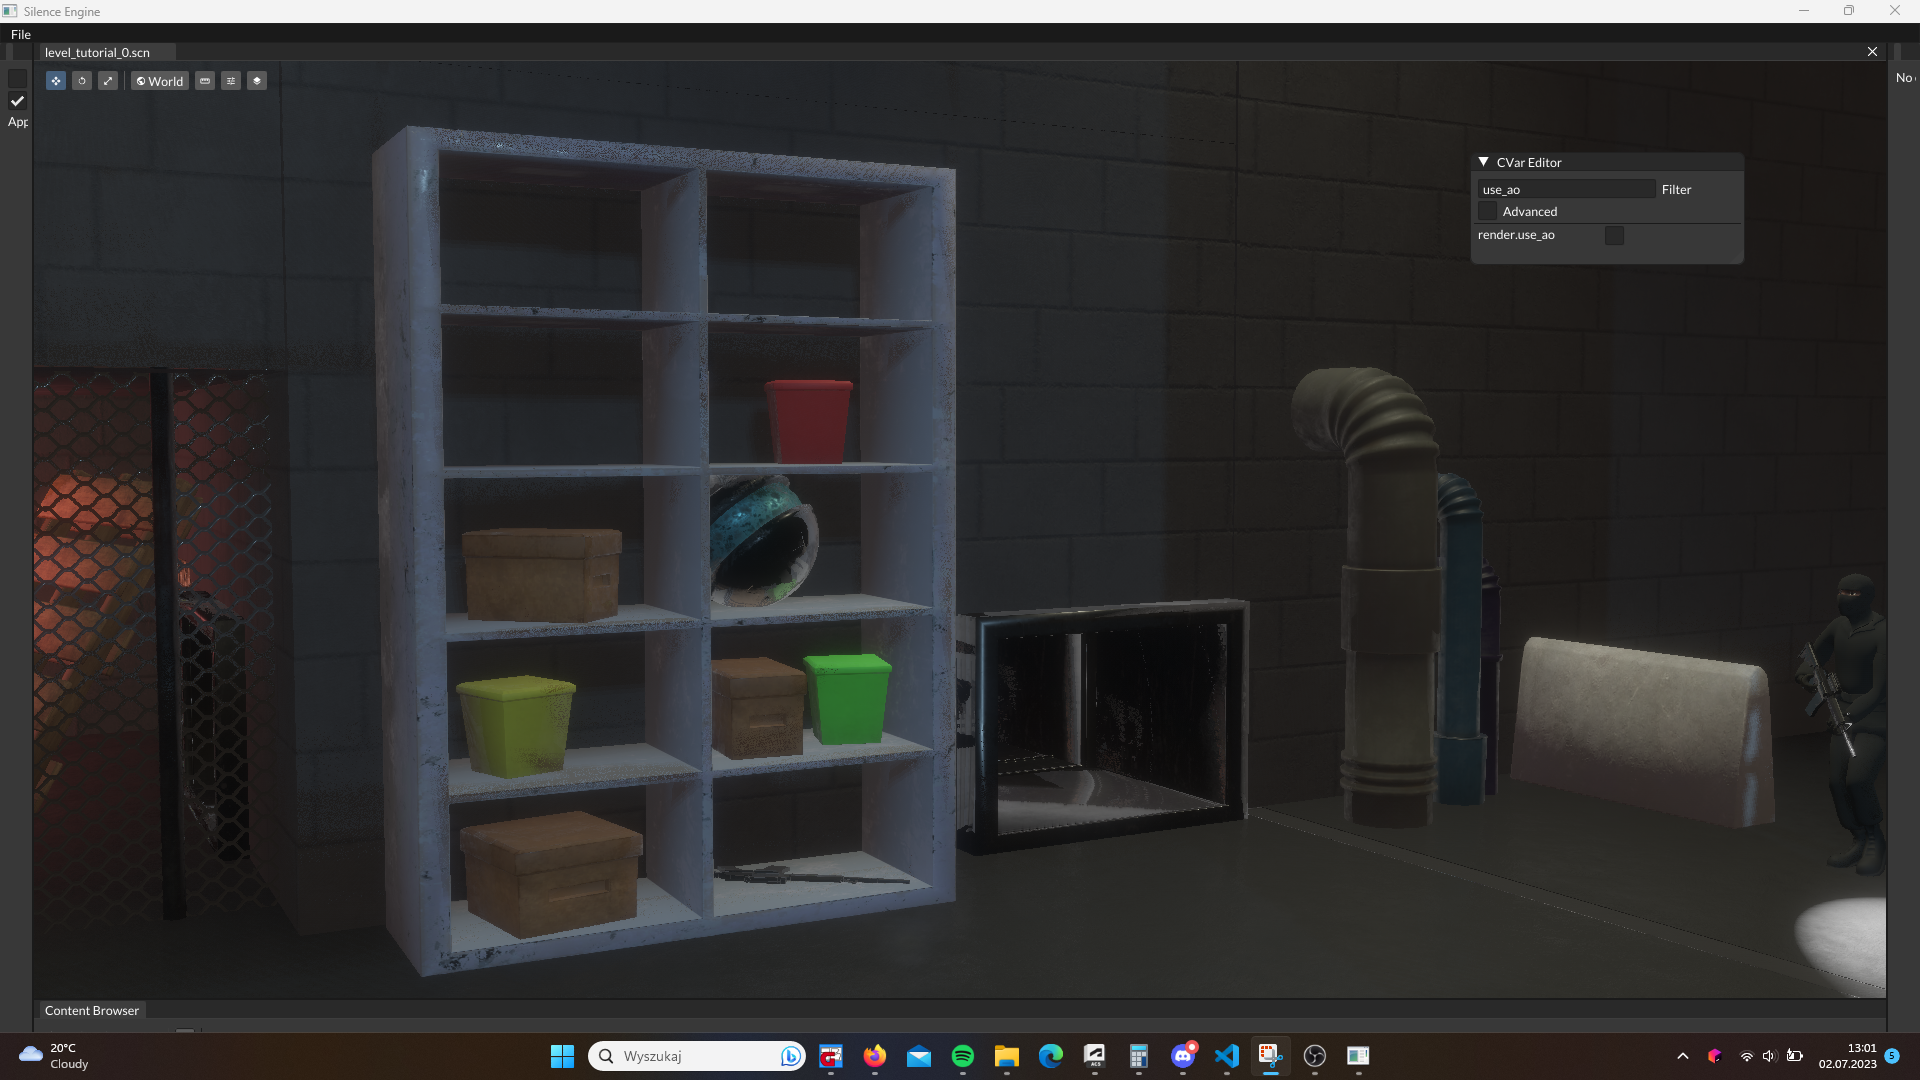 Silence Engine
File
level_tutorial_0.scn
World
No
App
CVar Editor
use_ao
Filter
Advanced
render.use_ao
Content Browser
20°C
Cloudy
Wyszukaj
ACS
13:01
02.07.2023
5